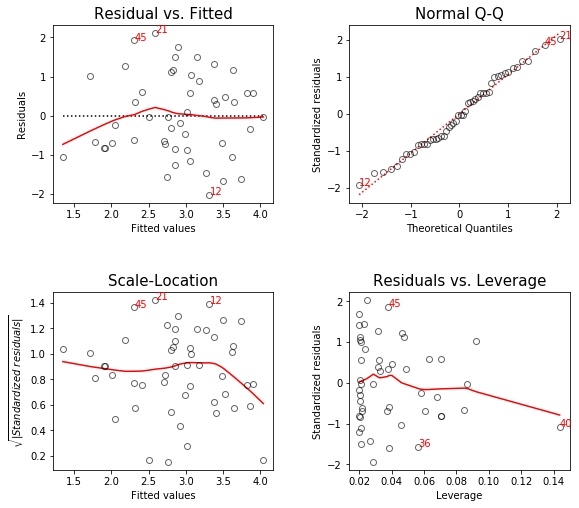 Residual vs. Fitted
Residuals
2
1
0
−1
−2
45
21
12
1.5 2.0 2.5 3.0 3.5 4.0
Fitted values
Normal Q-Q
Standardized residuals
2
1
0
−1
−2
21
45
12
−2 −1 0 1 2
Theoretical Quantiles
Scale-Location
√|Standardized residuals|
1.4
1.2
1.0
0.8
0.6
0.4
0.2
45
21
12
1.5 2.0 2.5 3.0 3.5 4.0
Fitted values
Residuals vs. Leverage
Standardized residuals
2
1
0
−1
−2
45
40
36
0.02 0.04 0.06 0.08 0.10 0.12 0.14
Leverage